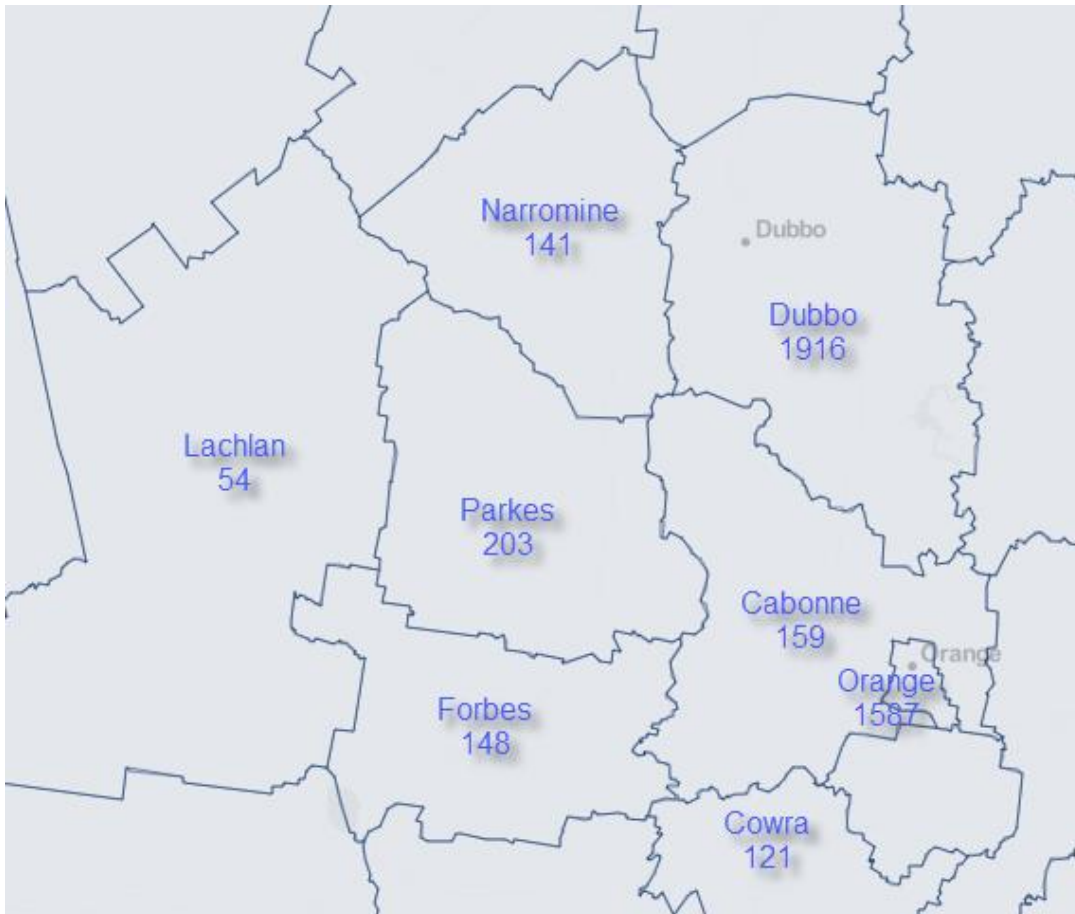 Narromine
141
Dubbo
Dubbo
1916
Lachlan
54
Parkes
203
Cabonne
159
Orange
Orange
1587
Forbes
148
Cowra
121